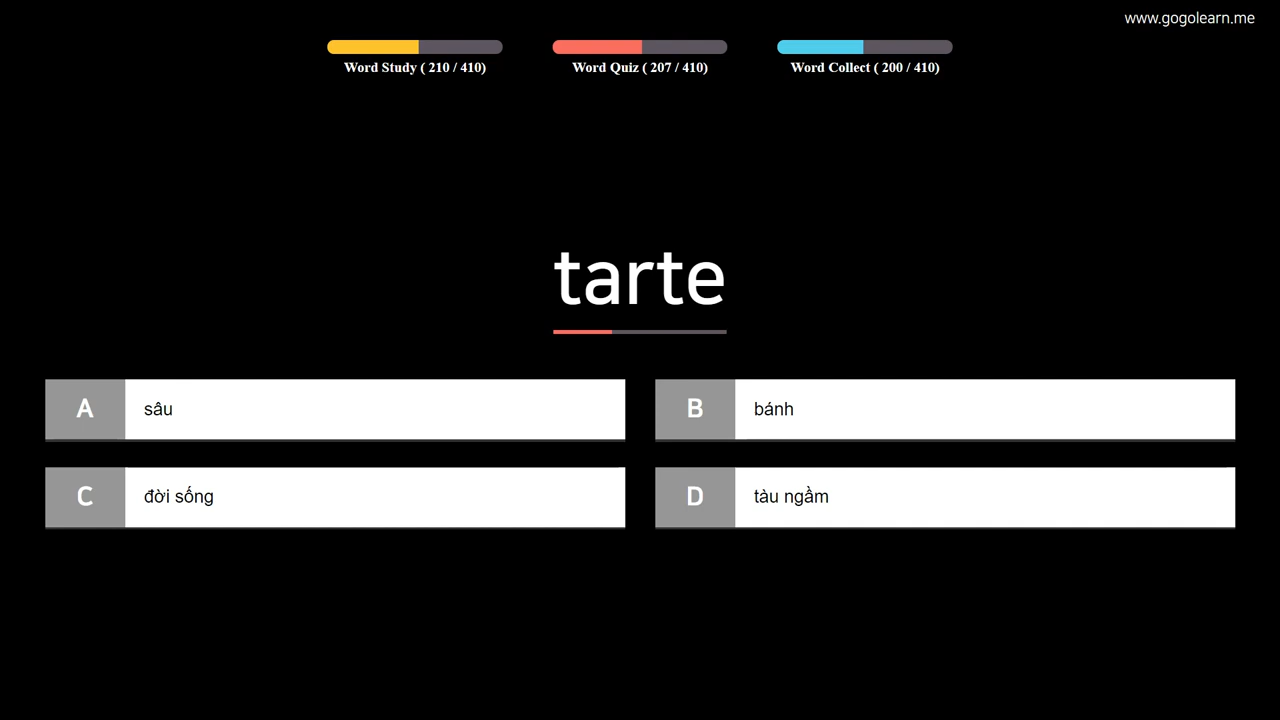 www.gogolearn.me
Word Study ( 210 / 410)
Word Quiz ( 207 / 410)
Word Collect ( 200 / 410)
tarte
A sâu
B bánh
C đời sống
D tàu ngầm